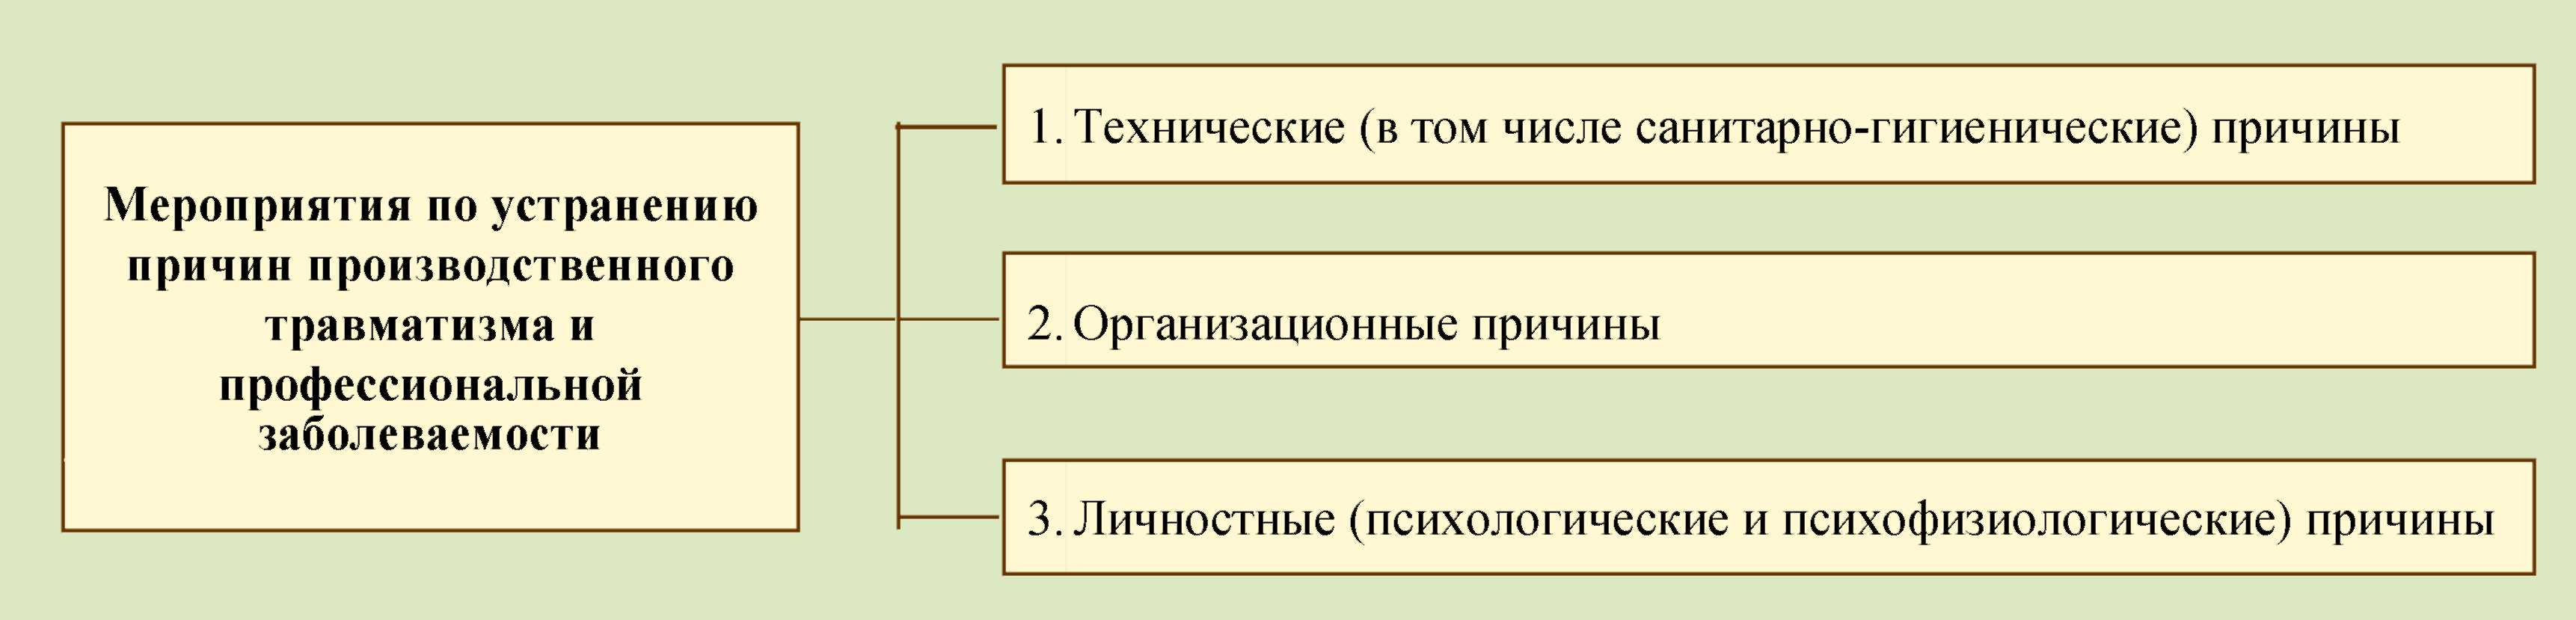 Мероприятия по устранению
причин производственного
травматизма и
профессиональной
заболеваемости
1. Технические (в том числе санитарно-гигиенические) причины
2. Организационные причины
3. Личностные (психологические и психофизиологические) причины